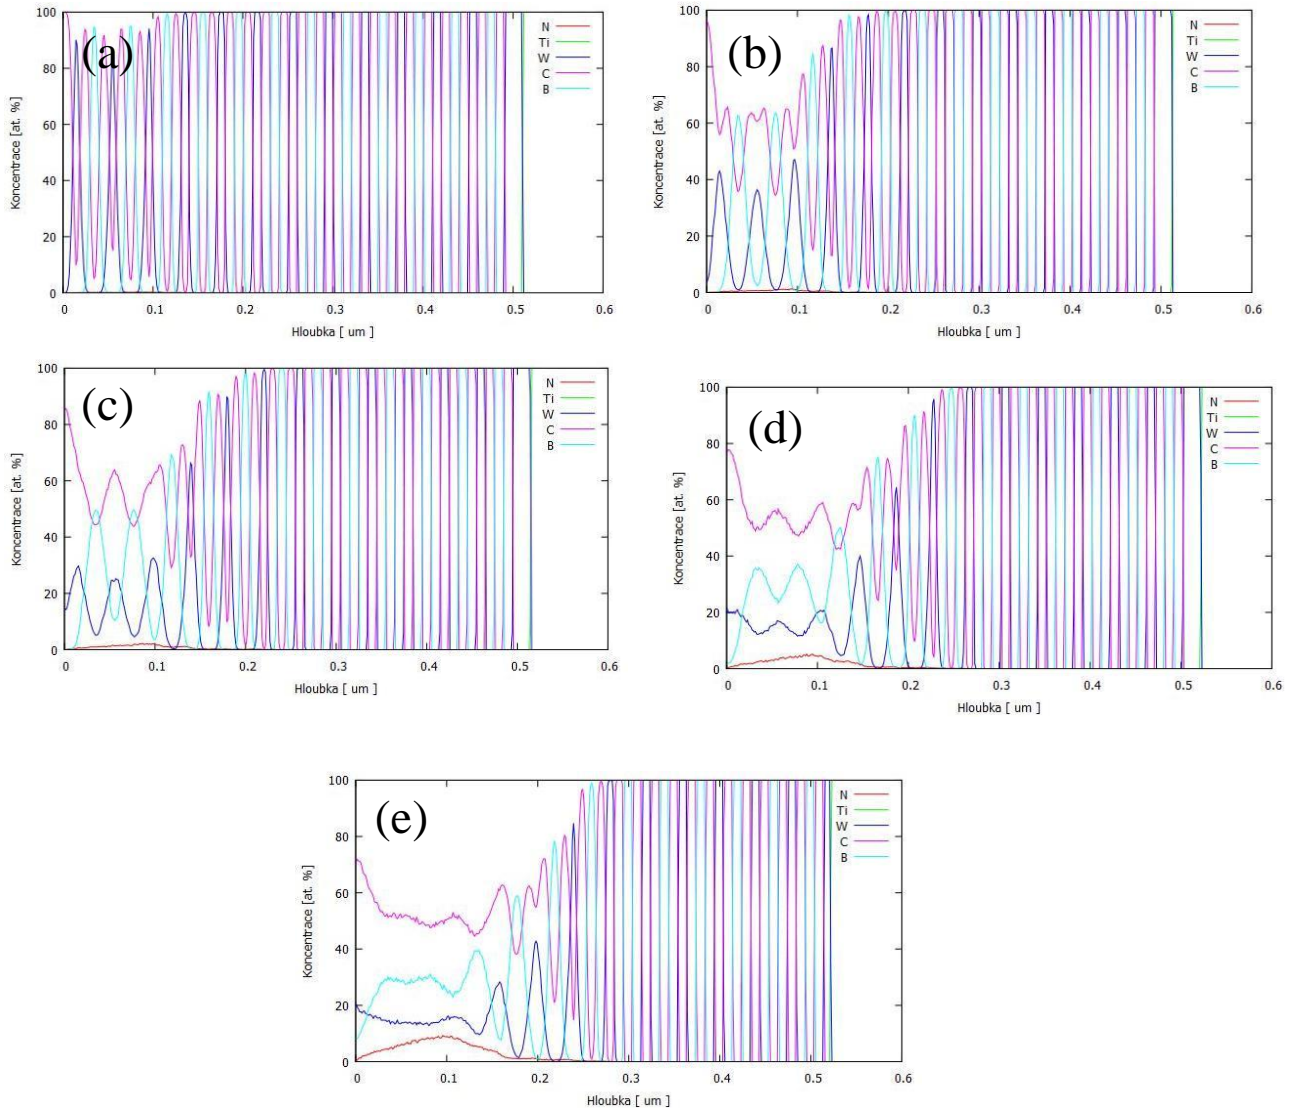 (a)
Koncentrace [at. %]
100
80
60
40
20
0
N
Ti
W
C
B
0 0.1 0.2 0.3 0.4 0.5 0.6
Hloubka [ um ]
(b)
Koncentrace [at. %]
100
80
60
40
20
0
N
Ti
W
C
B
0 0.1 0.2 0.3 0.4 0.5 0.6
Hloubka [ um ]
(c)
Koncentrace [at. %]
100
80
60
40
20
0
N
Ti
W
C
B
0 0.1 0.2 0.3 0.4 0.5 0.6
Hloubka [ um ]
(d)
Koncentrace [at. %]
100
80
60
40
20
0
N
Ti
W
C
B
0 0.1 0.2 0.3 0.4 0.5 0.6
Hloubka [ um ]
(e)
Koncentrace [at. %]
100
80
60
40
20
0
N
Ti
W
C
B
0 0.1 0.2 0.3 0.4 0.5 0.6
Hloubka [ um ]